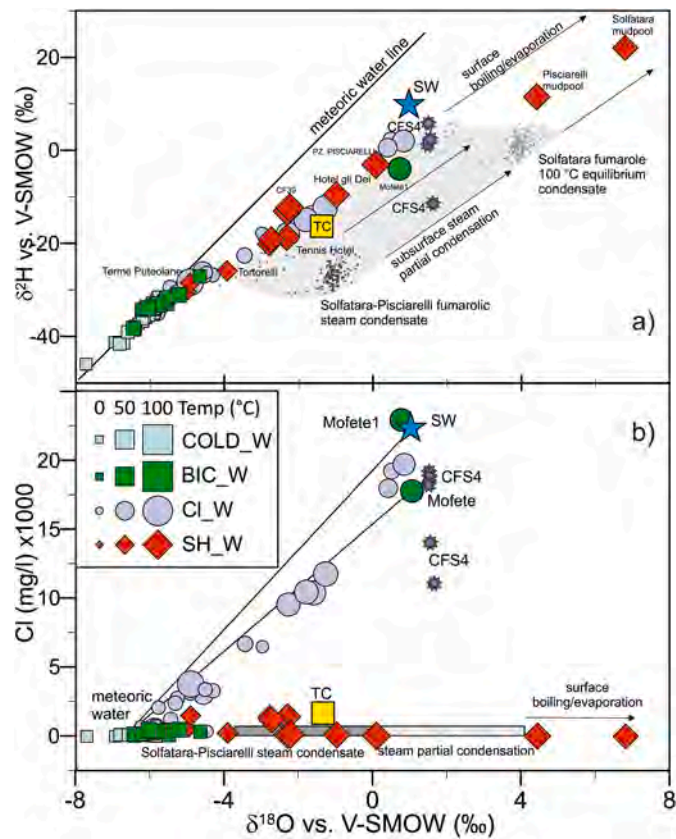 Solfatara
mudpool
20
meteoric water line
surface
boiling/evaporation
SW
Pisciarelli
mudpool
CFS4
0
PZ. PISCIARELLI
Hotel gli Dei
Mofete1
Solfatara fumarole
100 °C equilibrium
condensate
CF39
CFS4
TC
-20
Tennis Hotel
subsurface steam
partial condensation
Terme Puteolane
Tortorelli
Solfatara-Pisciarelli fumarolic
steam condensate
a)
-40
δ²H vs. V-SMOW (‰)
0 50 100 Temp (°C)
COLD_W
BIC_W
Cl_W
SH_W
Mofete1
SW
b)
CFS4
Mofete
CFS4
20
15
10
5
0
Cl (mg/l) x1000
meteoric
water
TC
surface
boiling/evaporation
Solfatara-Pisciarelli steam condensate
steam partial condensation
-8 -4 0 4 8
δ¹⁸O vs. V-SMOW (‰)